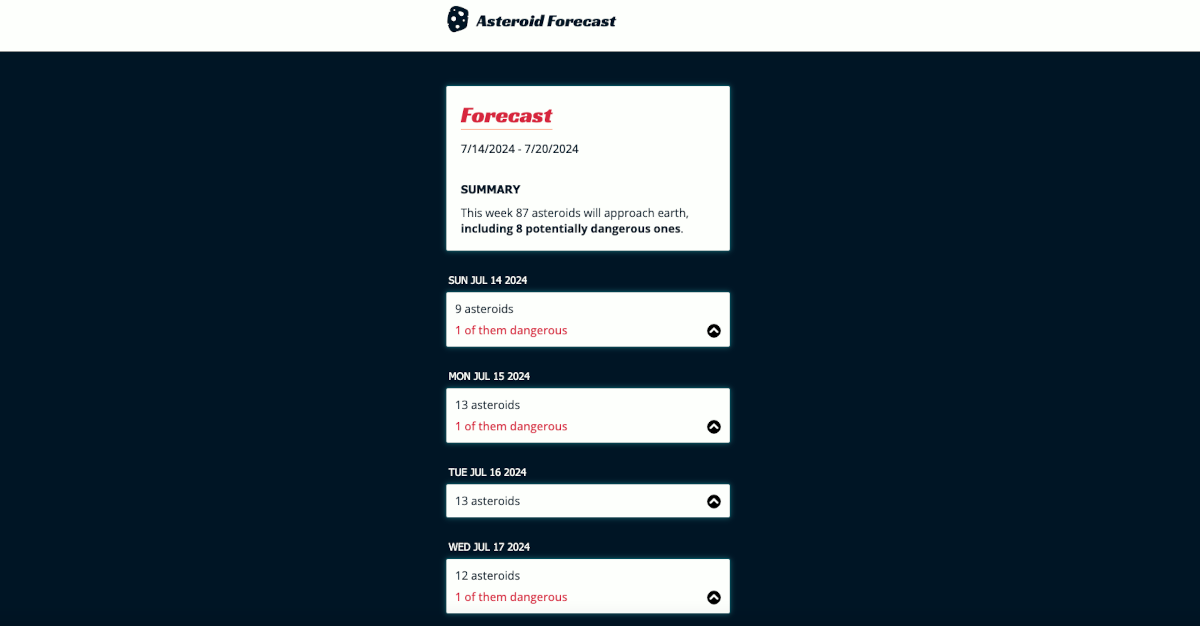 Asteroid Forecast
Forecast
7/14/2024 - 7/20/2024
SUMMARY
This week 87 asteroids will approach earth,
including 8 potentially dangerous ones.
SUN JUL 14 2024
9 asteroids
1 of them dangerous
MON JUL 15 2024
13 asteroids
1 of them dangerous
TUE JUL 16 2024
13 asteroids
WED JUL 17 2024
12 asteroids
1 of them dangerous